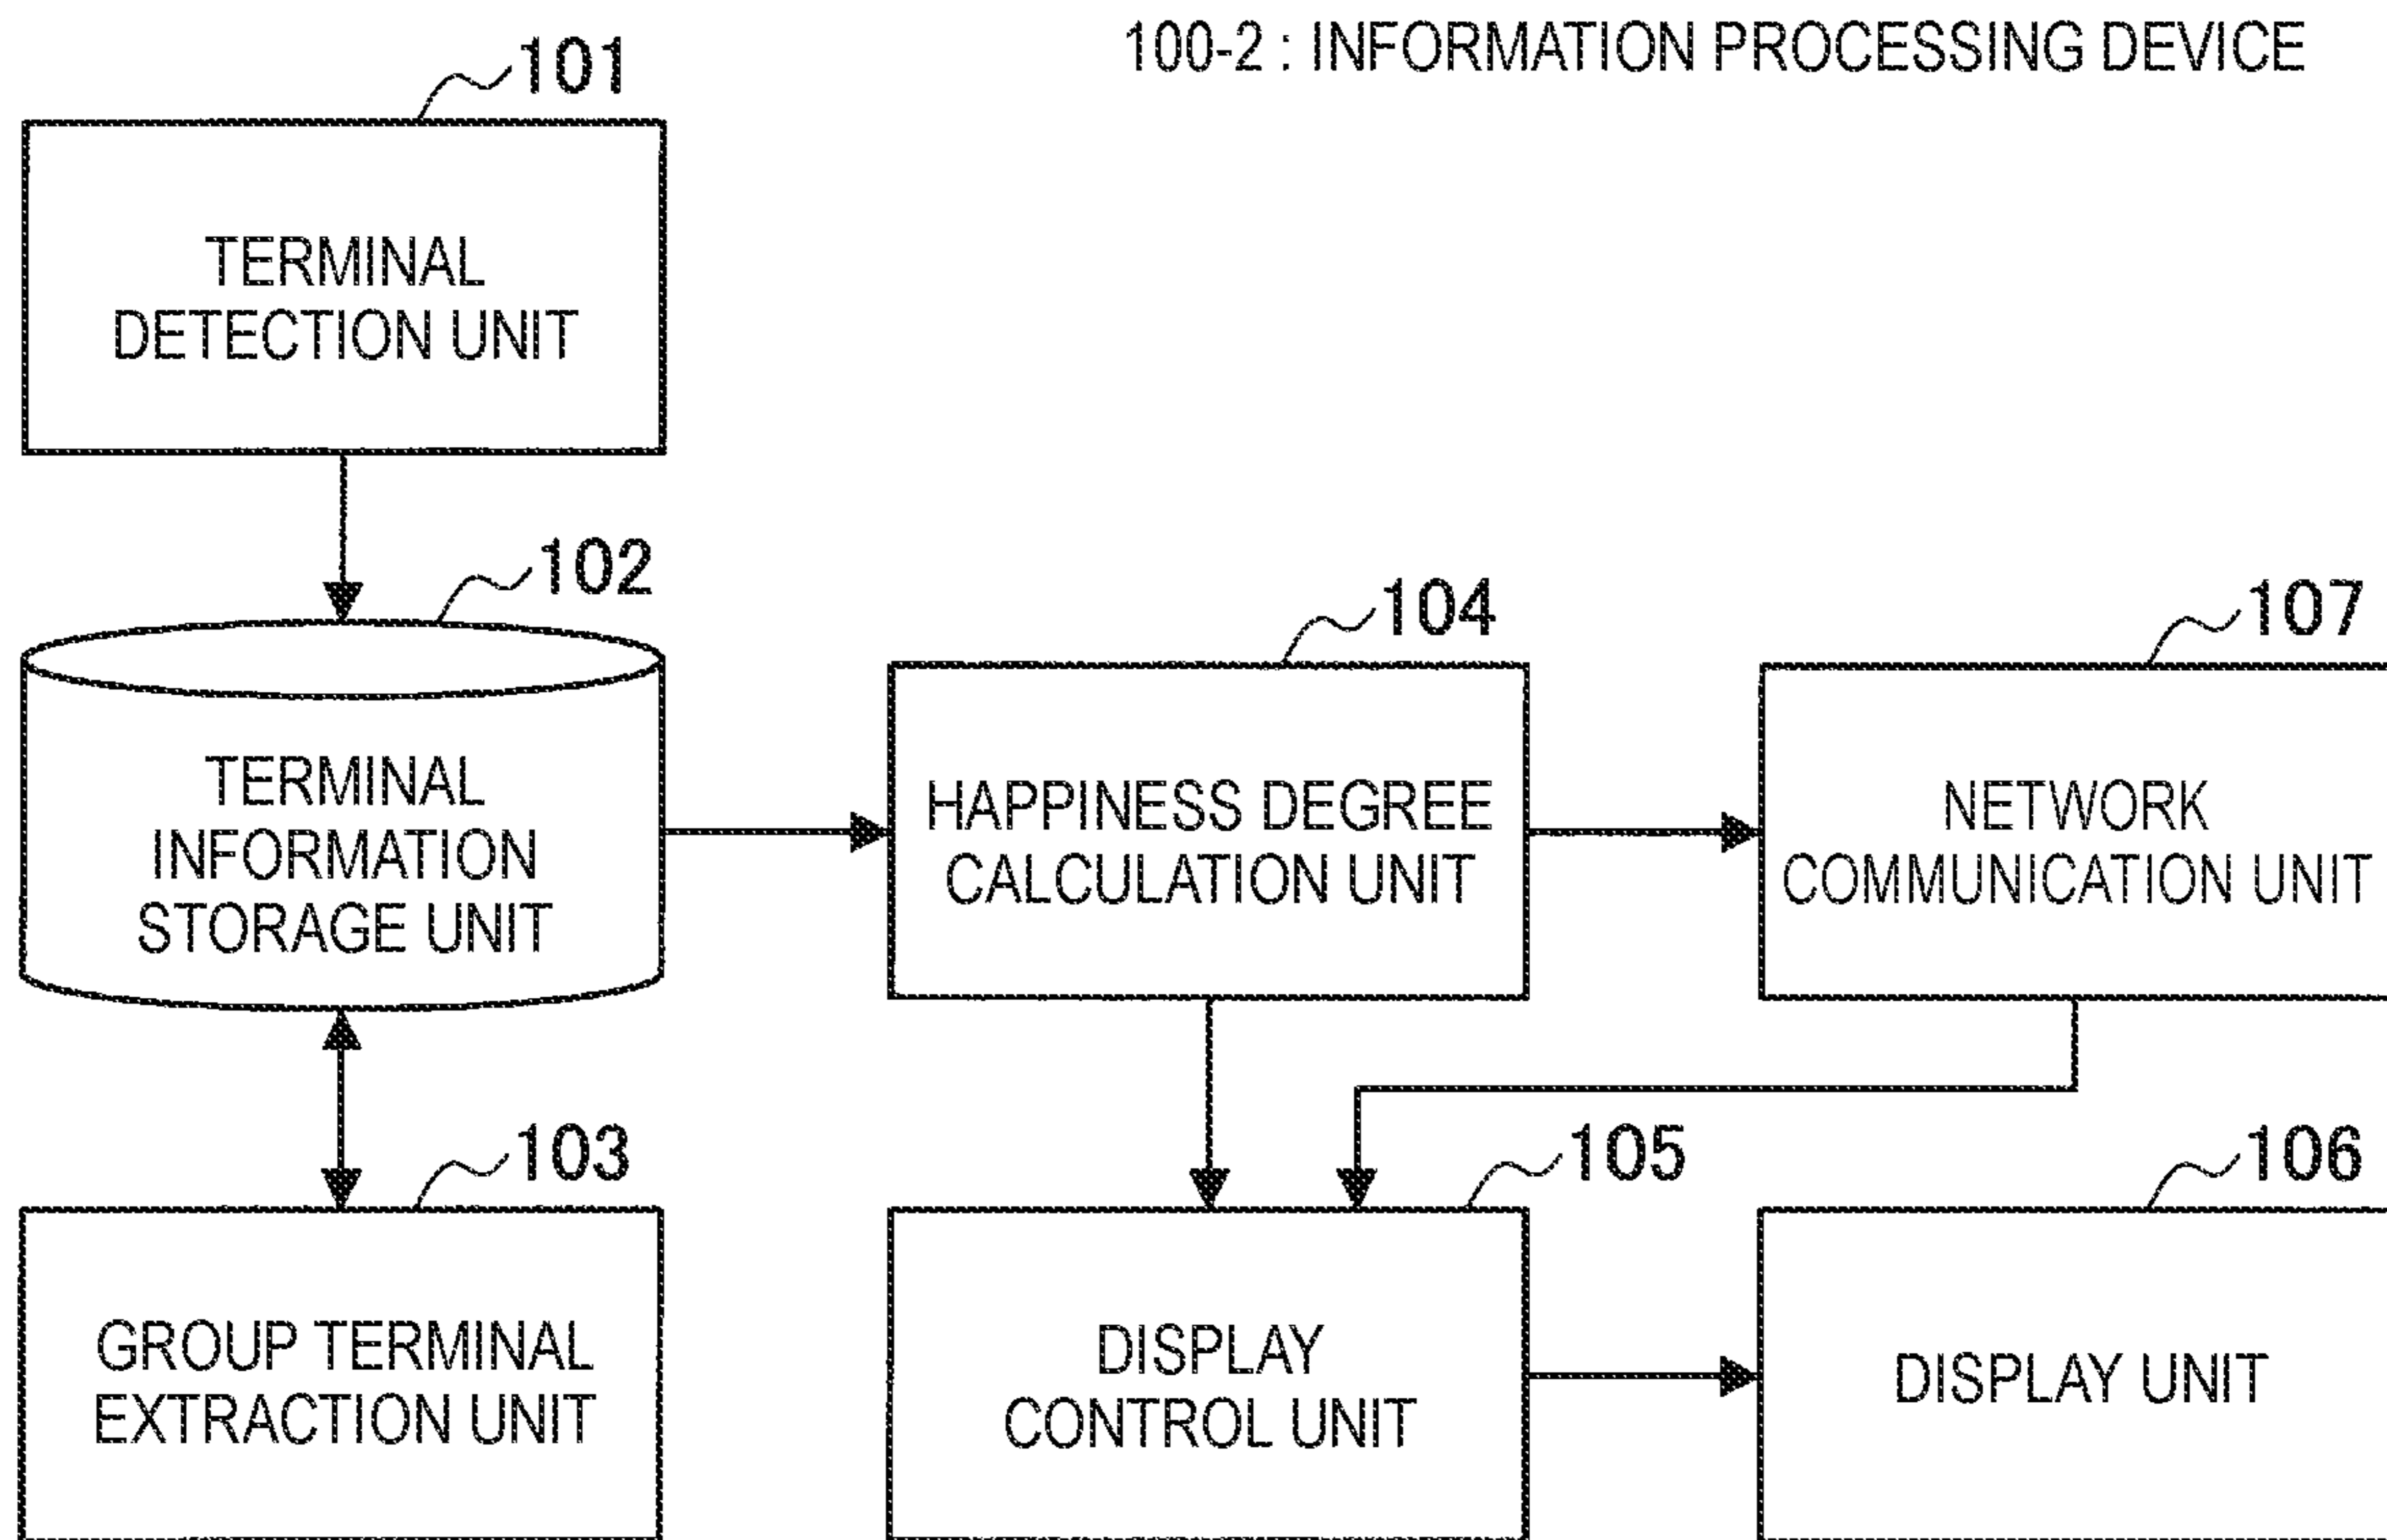 100-2 : INFORMATION PROCESSING DEVICE
101
TERMINAL
DETECTION UNIT
102
TERMINAL
INFORMATION
STORAGE UNIT
104
HAPPINESS DEGREE
CALCULATION UNIT
107
NETWORK
COMMUNICATION UNIT
103
GROUP TERMINAL
EXTRACTION UNIT
105
DISPLAY
CONTROL UNIT
106
DISPLAY UNIT